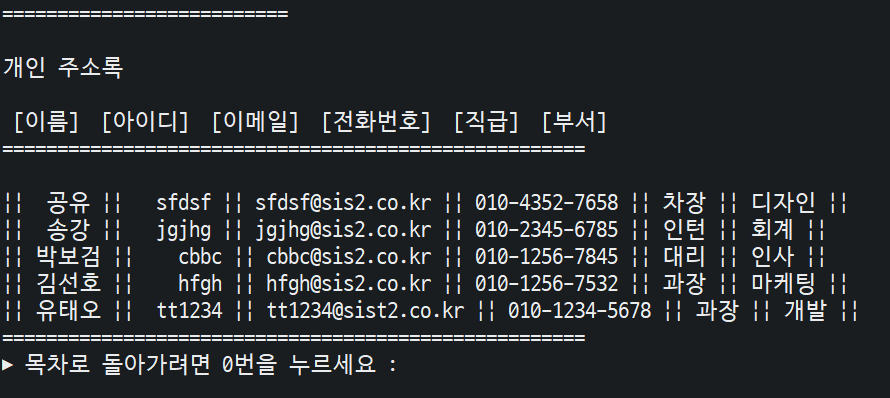 ==========================
개인 주소록
[이름] [아이디] [이메일] [전화번호] [직급] [부서]
=====================================================
|| 공유 || sfdsf || sfdsf@sis2.co.kr || 010-4352-7658 || 차장 || 디자인 ||
|| 송강 || jgjhg || jgjhg@sis2.co.kr || 010-2345-6785 || 인턴 || 회계 ||
|| 박보검 || cbbc || cbbc@sis2.co.kr || 010-1256-7845 || 대리 || 인사 ||
|| 김선호 || hfgh || hfgh@sis2.co.kr || 010-1256-7532 || 과장 || 마케팅 ||
|| 유태오 || tt1234 || tt1234@sist2.co.kr || 010-1234-5678 || 과장 || 개발 ||
=====================================================
▶ 목차로 돌아가려면 0번을 누르세요 :